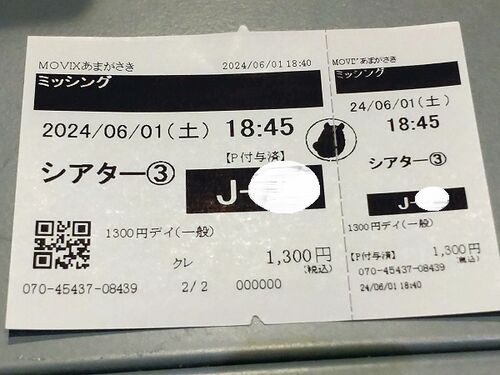 MOVIXあまがさき 2024/06/01 18:40
ミッシング
2024/06/01(土) 18:45
【P付与済】
シアター③
J-
1300円デイ(一般)
クレ 1,300円
(税込)
070-45437-08439 2/2 000000
MOVIXあまがさき
ミッシング
24/06/01(土)
18:45
シアター③
J-
1300円デイ(一般)
【P付与済】 1,300円
(税込)
070-45437-08439
24/06/01 18:40